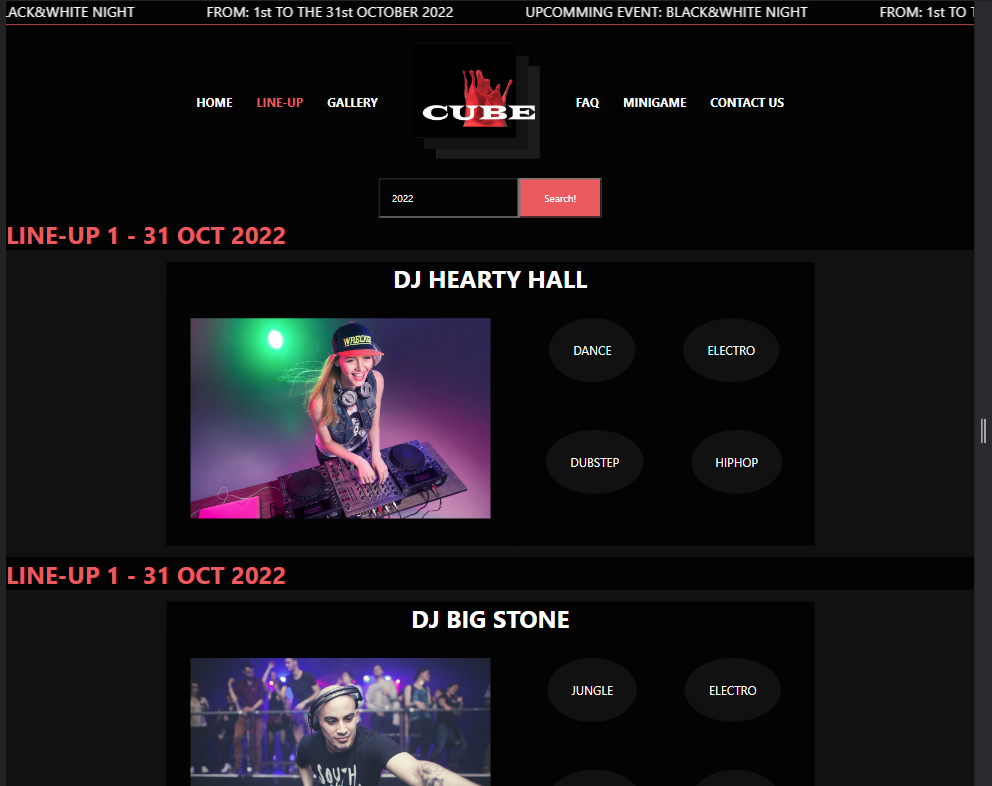 ACK&WHITE NIGHT FROM: 1st TO THE 31st OCTOBER 2022 UPCOMMING EVENT: BLACK&WHITE NIGHT FROM: 1st TO
HOME LINE-UP GALLERY CUBE FAQ MINIGAME CONTACT US
2022 Search!
LINE-UP 1 - 31 OCT 2022
DJ HEARTY HALL
WRECKED
DANCE ELECTRO
DUBSTEP HIPHOP
LINE-UP 1 - 31 OCT 2022
DJ BIG STONE
JUNGLE ELECTRO
SOUTH